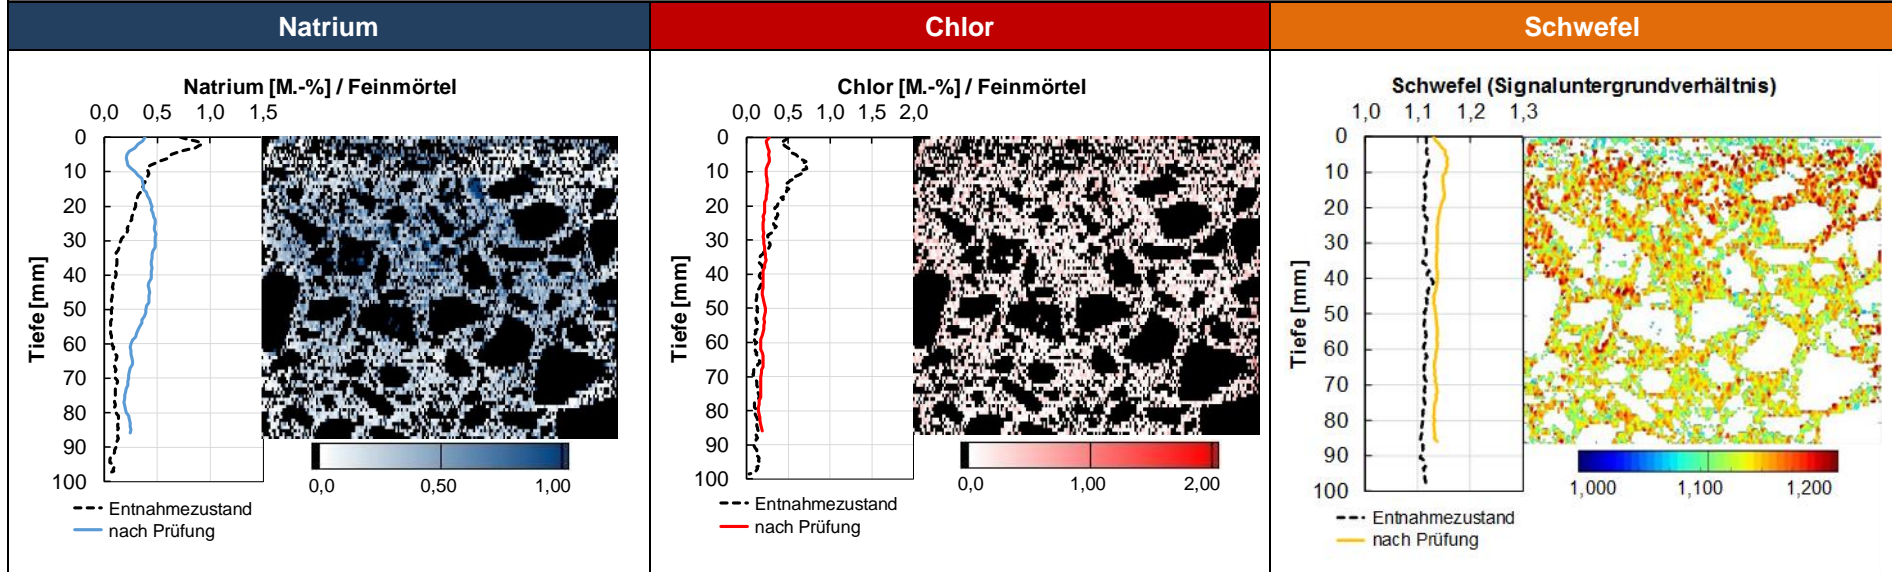 Natrium
Natrium [M.-%] / Feinmörtel
0,0 0,5 1,0 1,5
Tiefe [mm]
0
10
20
30
40
50
60
70
80
90
100
0,0 0,50 1,00
Entnahmezustand
nach Prüfung
Chlor
Chlor [M.-%] / Feinmörtel
0,0 0,5 1,0 1,5 2,0
Tiefe [mm]
0
10
20
30
40
50
60
70
80
90
100
0,0 1,00 2,00
Entnahmezustand
nach Prüfung
Schwefel
Schwefel (Signaluntergrundverhältnis)
1,0 1,1 1,2 1,3
Tiefe [mm]
0
10
20
30
40
50
60
70
80
90
100
1,000 1,100 1,200
Entnahmezustand
nach Prüfung